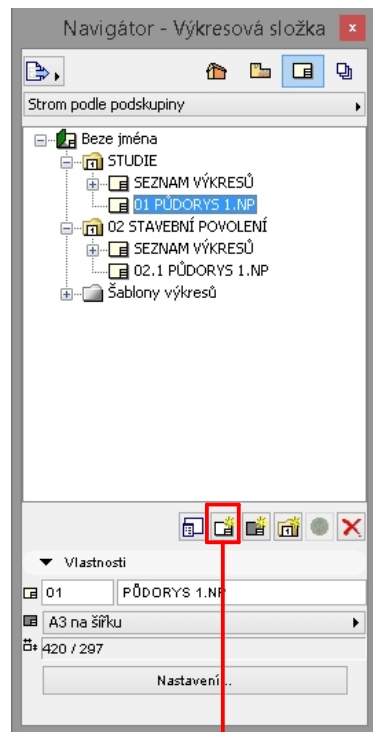 Navigátor - Výkresová složka
Strom podle podskupiny
Beze jména
STUDIE
SEZNAM VÝKRESŮ
01 PŮDORYS 1.NP
02 STAVEBNÍ POVOLENÍ
SEZNAM VÝKRESŮ
02.1 PŮDORYS 1.NP
Šablony výkresů
Vlastnosti
01 PŮDORYS 1.NP
A3 na šířku
420 / 297
Nastavení...